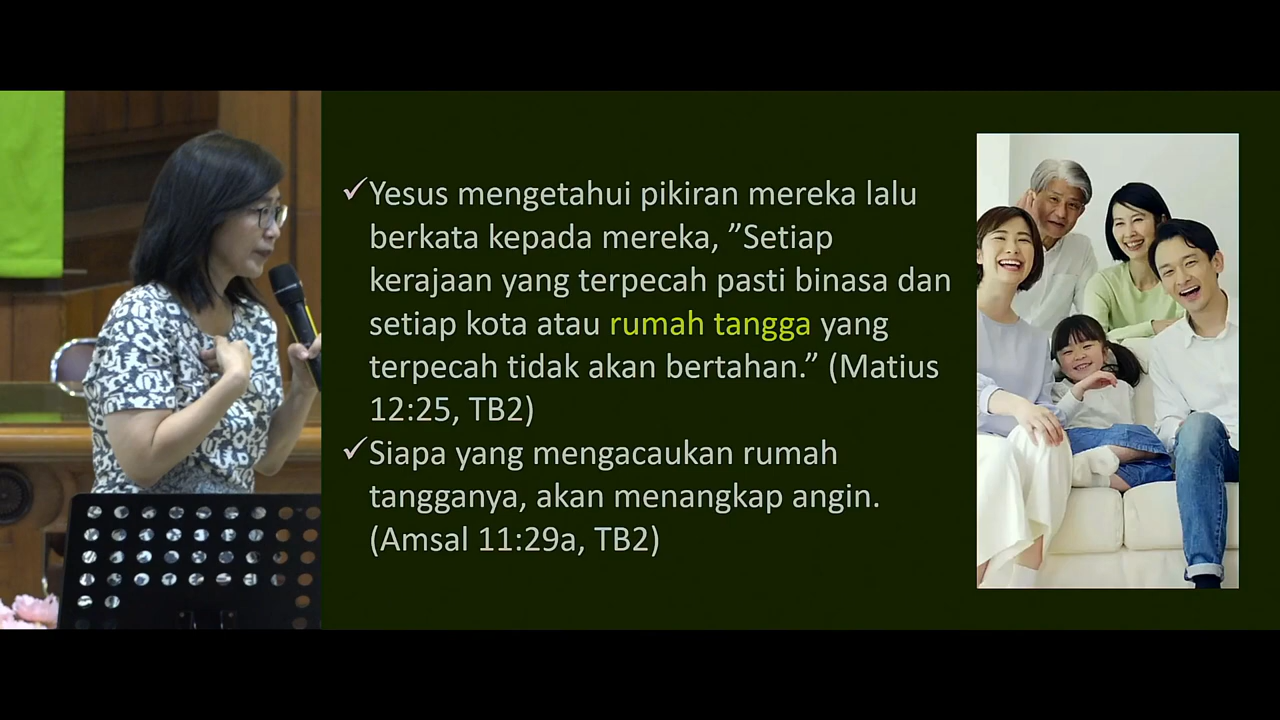 ✓Yesus mengetahui pikiran mereka lalu
berkata kepada mereka, ”Setiap
kerajaan yang terpecah pasti binasa dan
setiap kota atau rumah tangga yang
terpecah tidak akan bertahan.” (Matius
12:25, TB2)
✓Siapa yang mengacaukan rumah
tangganya, akan menangkap angin.
(Amsal 11:29a, TB2)